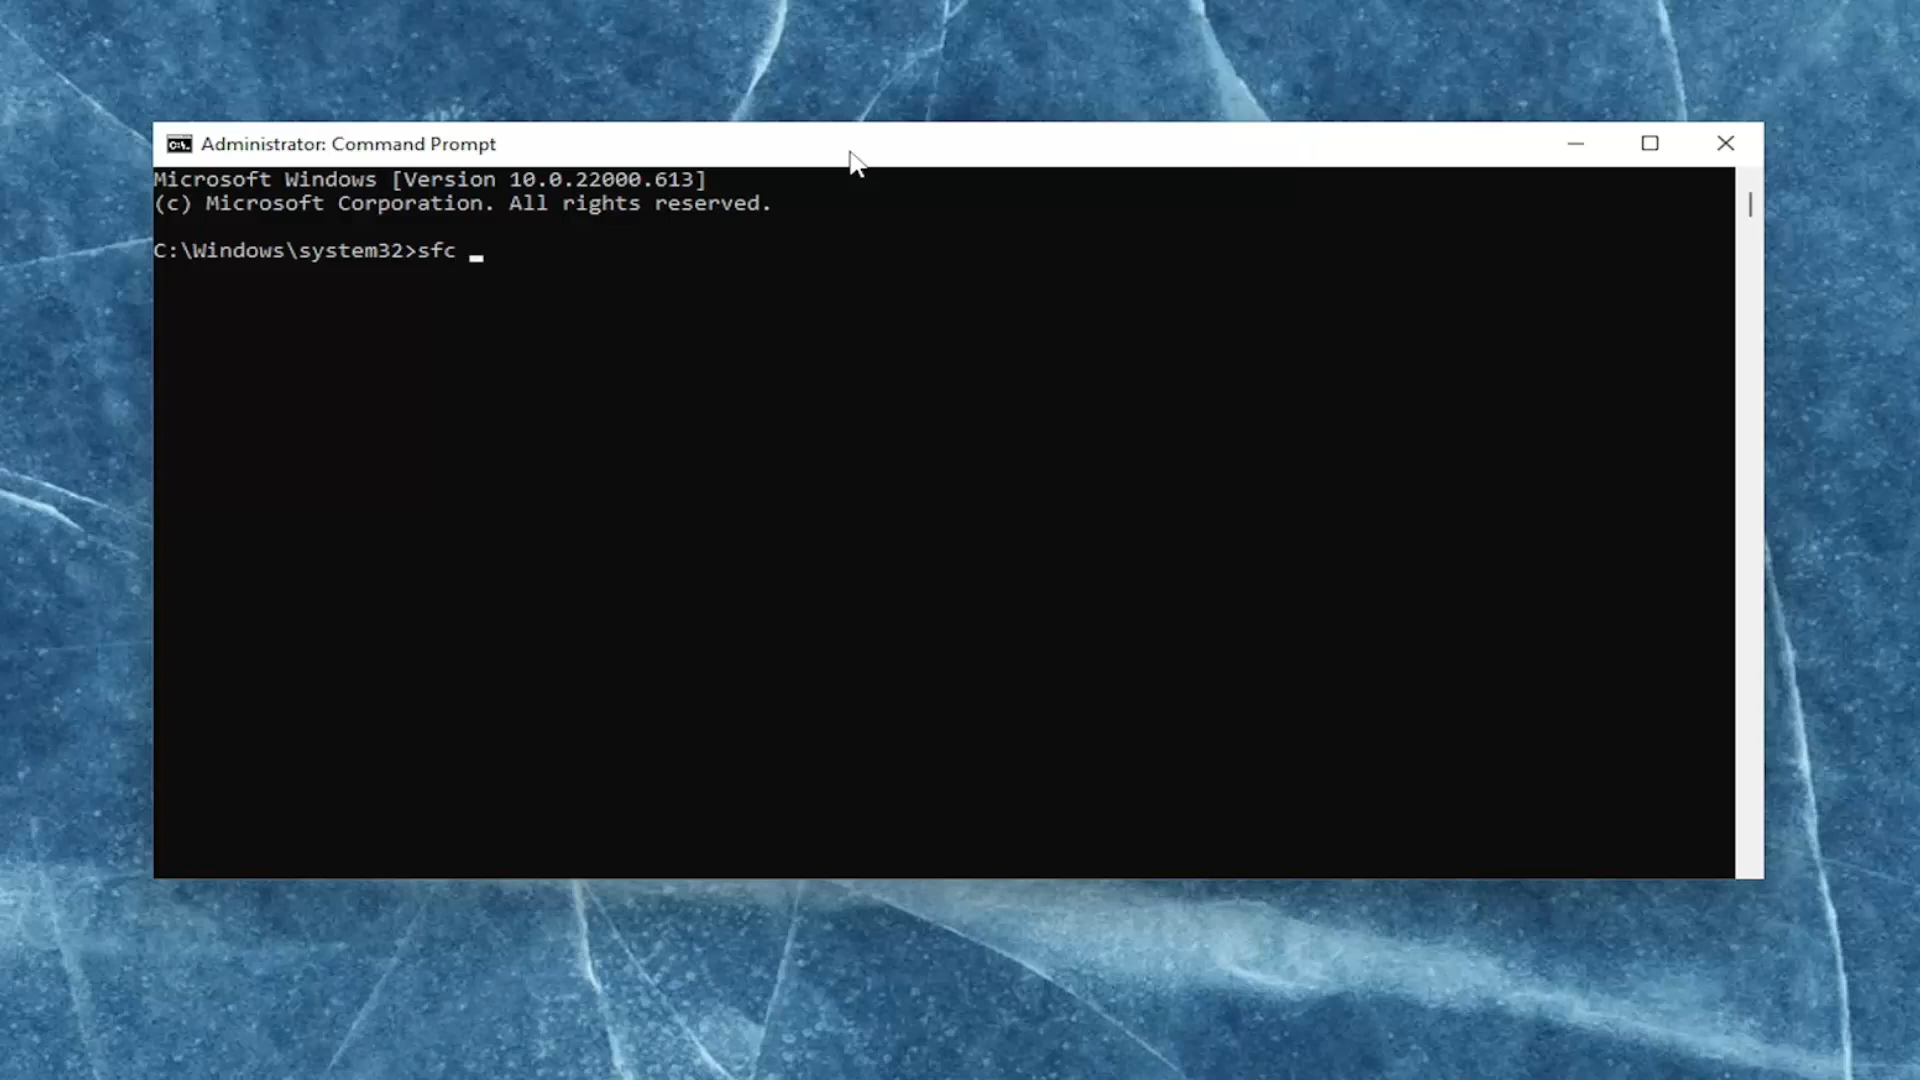 Administrator: Command Prompt
Microsoft Windows [Version 10.0.22000.613]
(c) Microsoft Corporation. All rights reserved.
C:\Windows\system32>sfc